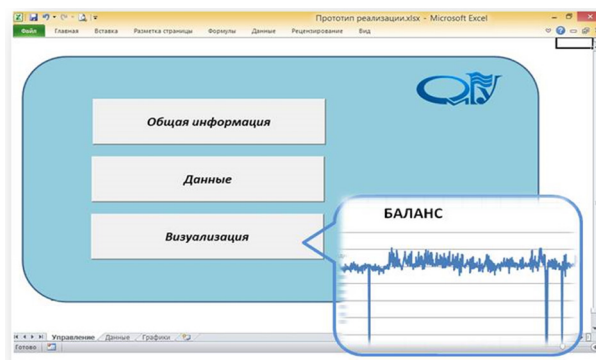 Прототип реализации.xlsx - Microsoft Excel
Файл Главная Вставка Разметка страницы Формулы Данные Рецензирование Вид
Общая информация
Данные
Визуализация
БАЛАНС
Управление Данные Графики
Готово